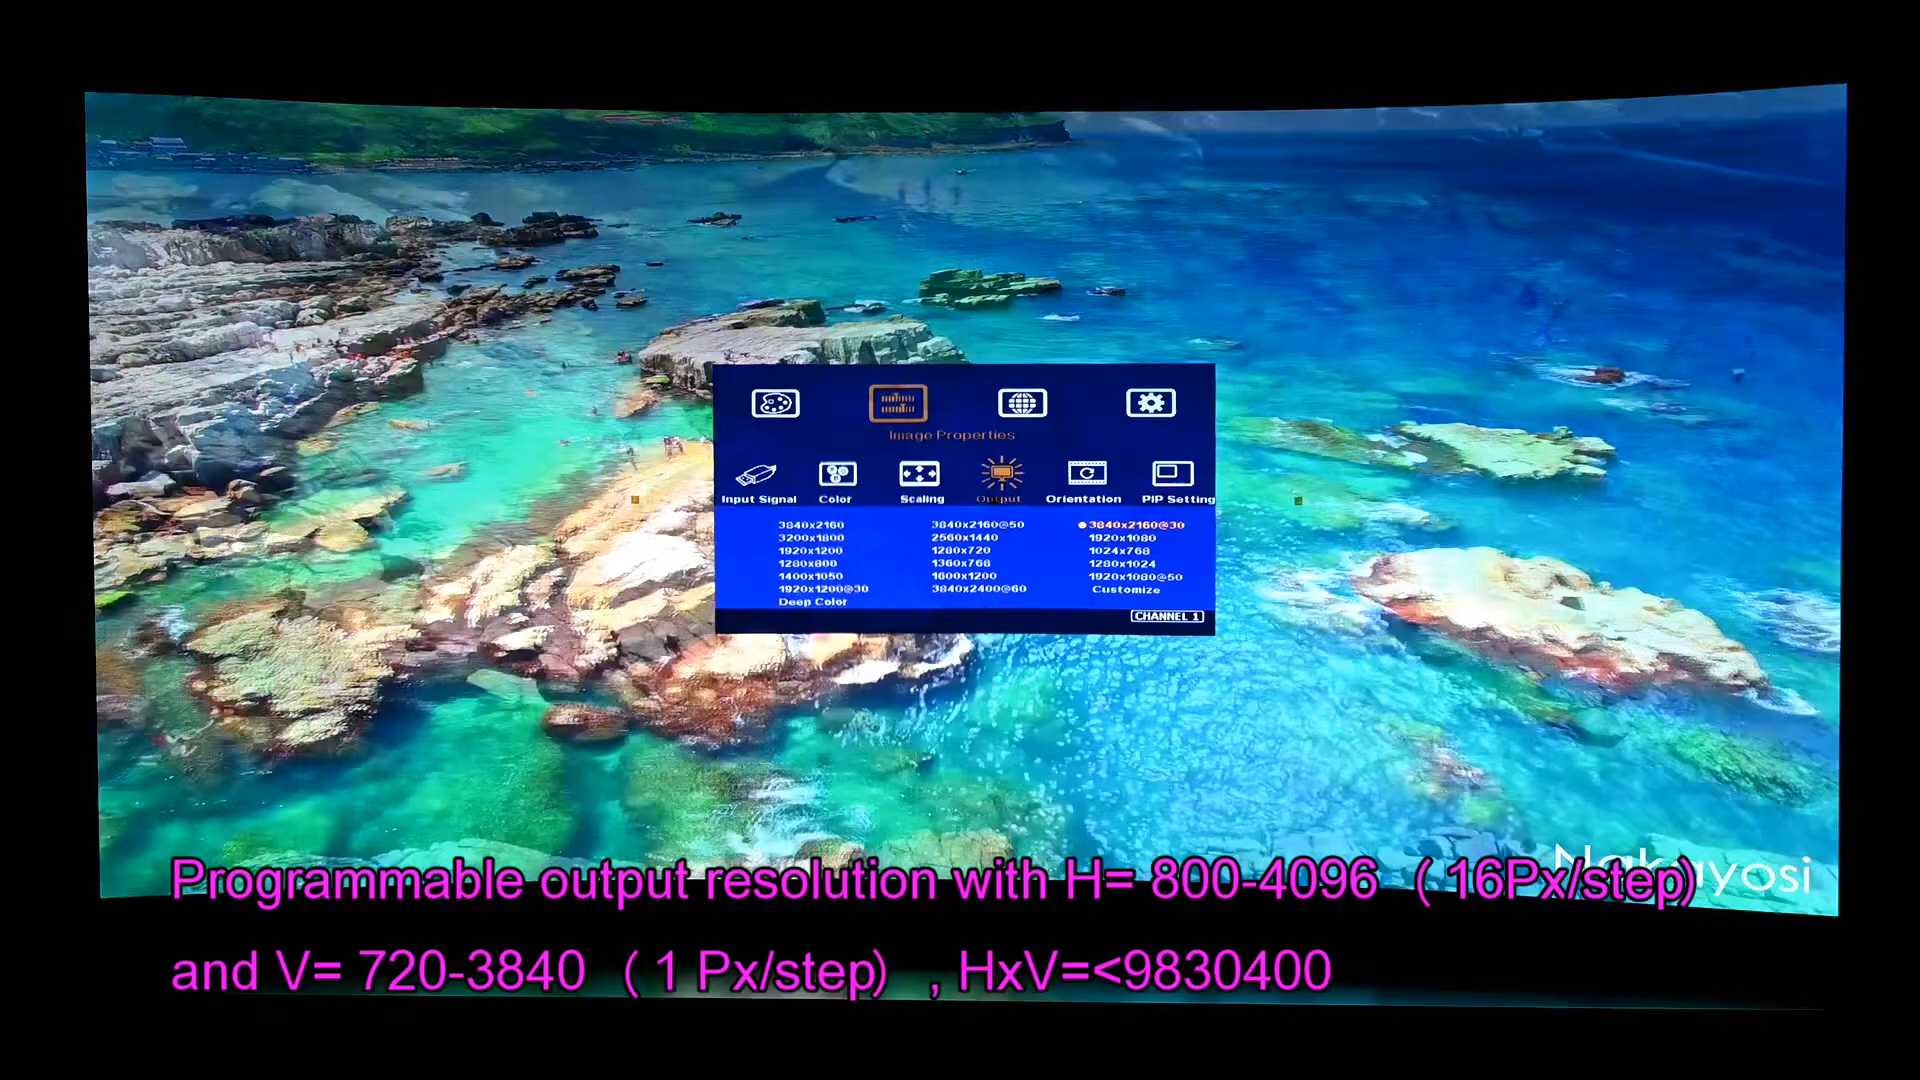 Image Properties
Input Signal Color Scaling Output Orientation PIP Setting
3840x2160 3840x2160@50 3840x2160@30
3200x1800 2560x1440 1920x1080
1920x1200 1280x720 1024x768
1280x800 1360x768 1280x1024
1400x1050 1600x1200 1920x1080@50
1920x1200@30 3840x2400@60 Customize
Deep Color
CHANNEL 1
Nakayosi
Programmable output resolution with H= 800-4096 （16Px/step)
and V= 720-3840 （1 Px/step) , HxV=<9830400